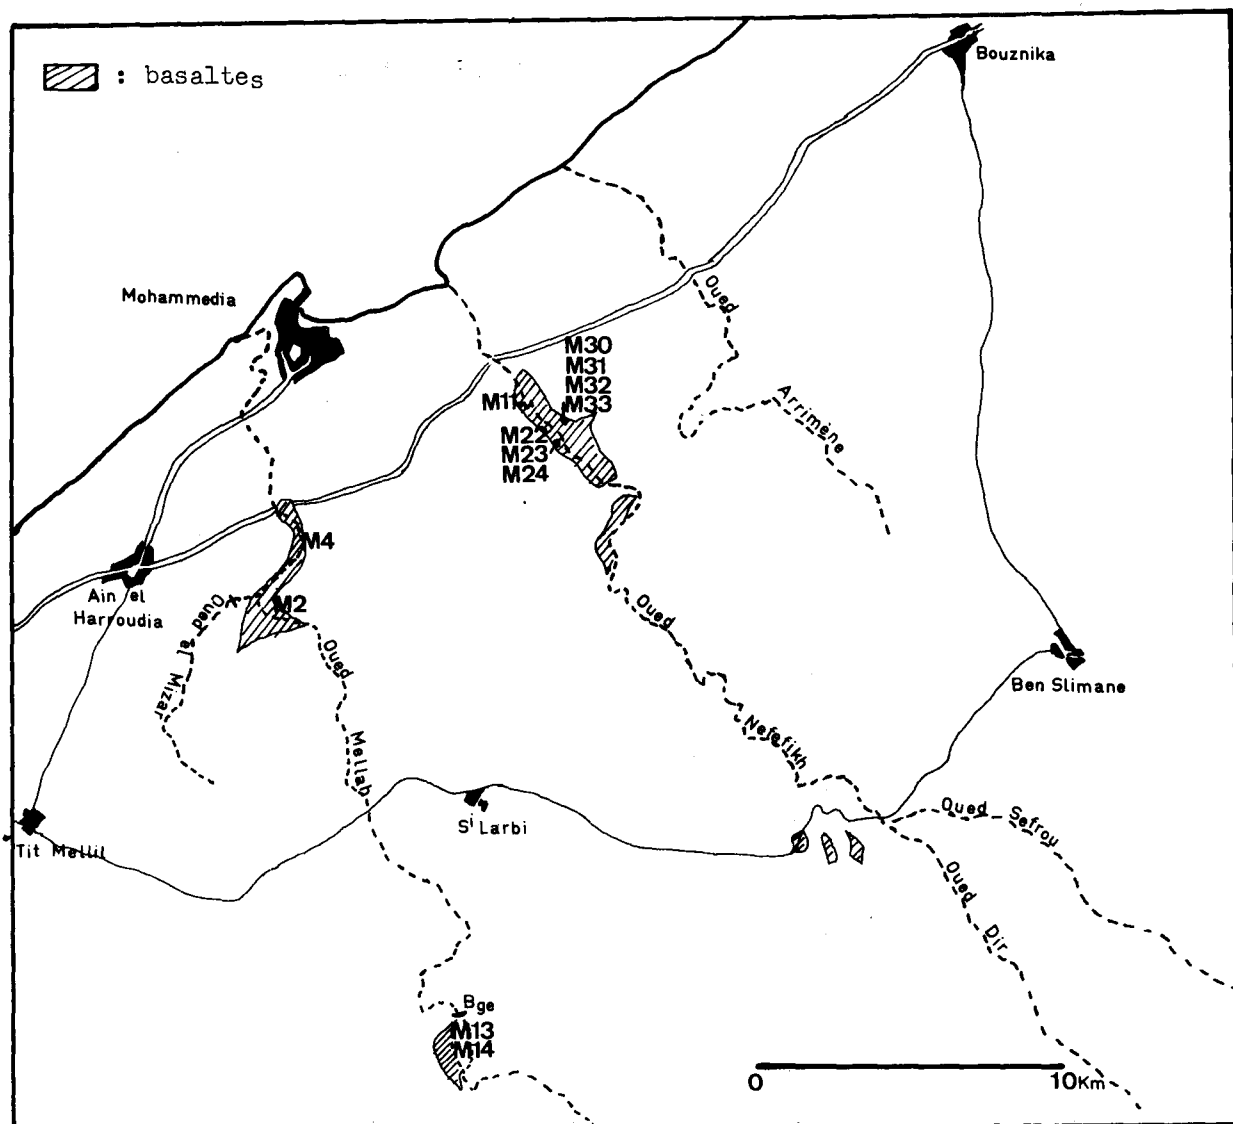 : basaltes
Bouznika
Mohammedia
Oued
Arrimène
M30
M31
M32
M33
M11
M22
M23
M24
M4
M2
Ain el
Harroudia
Oued el Mizar
Oued
Mellah
Oued
Nefefikh
Ben Slimane
Si Larbi
Tit Mellil
Oued Sefrou
Oued Dir
Bge
M13
M14
0 10Km